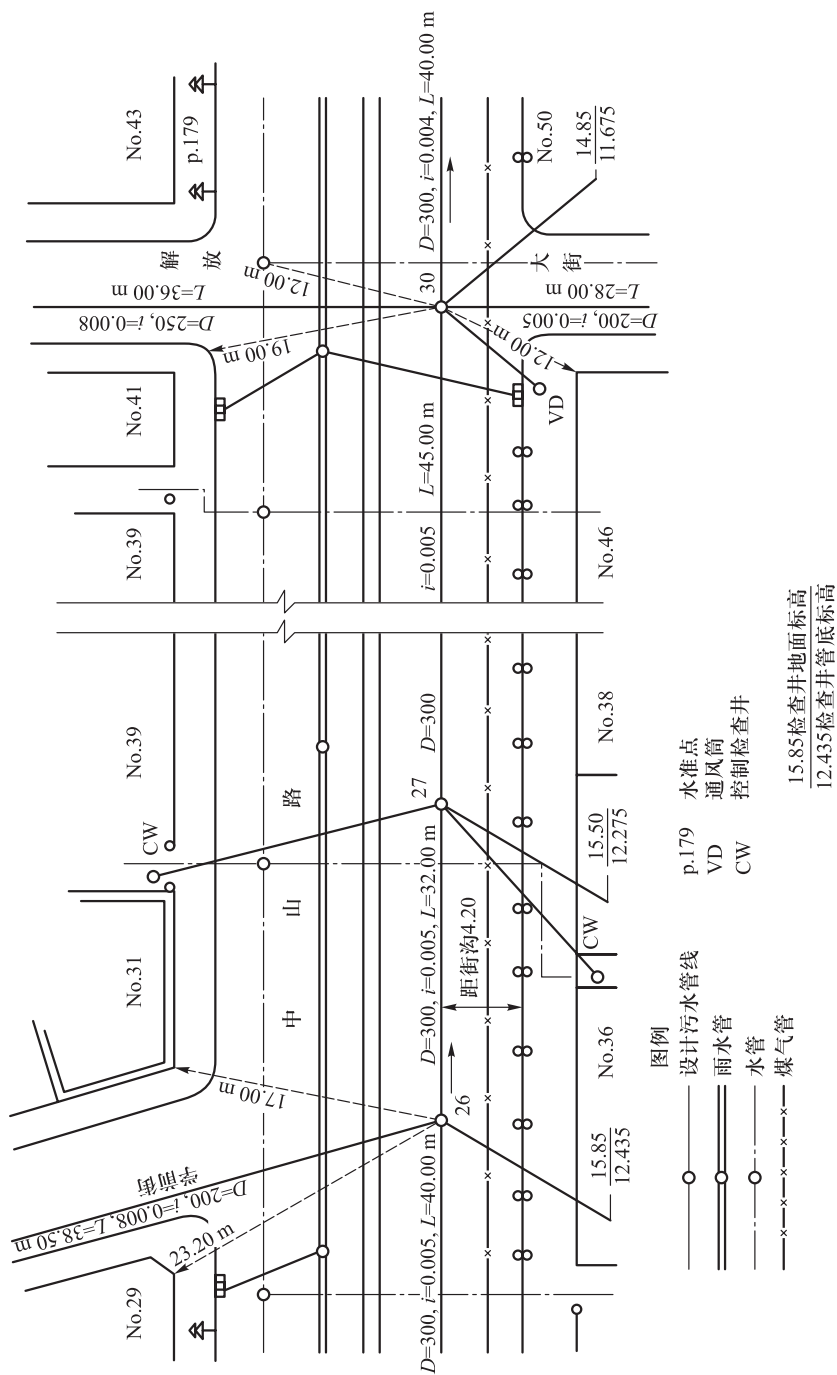 No.29
No.31
CW
No.39
No.39
No.41
No.43
p.179
学前街
D=200, i=0.008, L=38.50 m
23.20 m
17.00 m
中
山
路
解
放
D=250, i=0.008
L=36.00 m
19.00 m
12.00 m
D=300, i=0.005, L=40.00 m
26
D=300, i=0.005, L=32.00 m
27
D=300
i=0.005
L=45.00 m
30
D=300, i=0.004, L=40.00 m
距街沟4.20
12.00 m
VD
D=200, i=0.005
L=28.00 m
大
街
No.50
15.85
12.435
No.36
CW
15.50
12.275
No.38
No.46
14.85
11.675
图例
设计污水管线
雨水管
水管
煤气管
p.179 水准点
VD 通风筒
CW 控制检查井
15.85检查井地面标高
12.435检查井管底标高